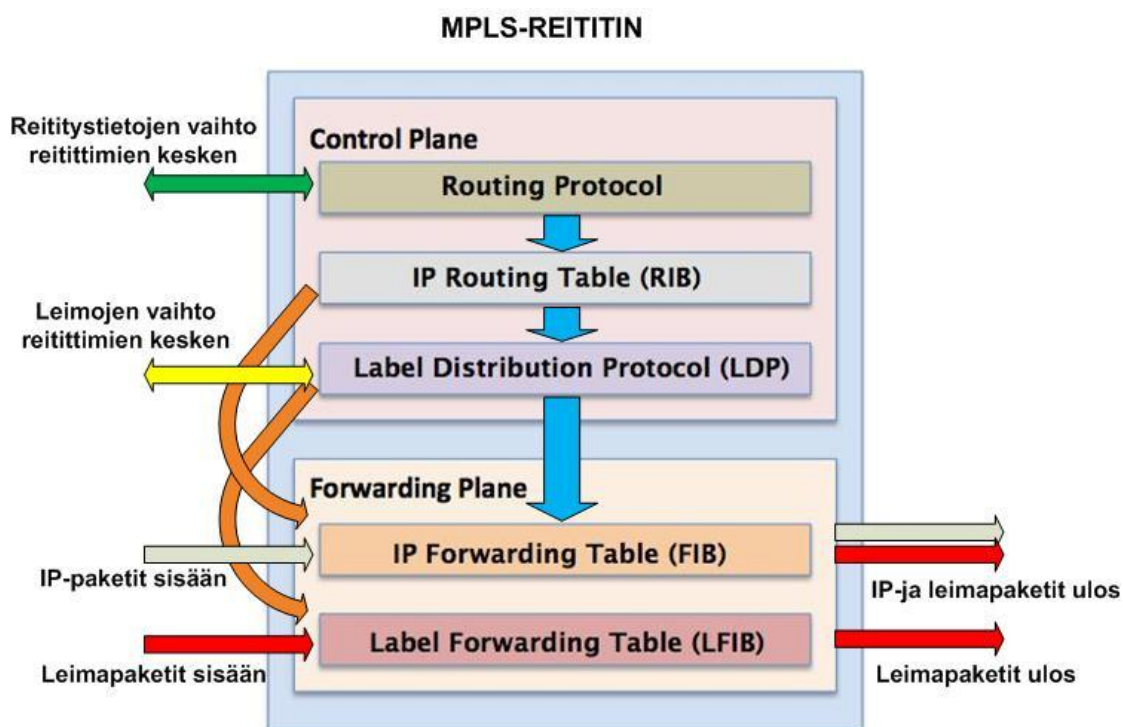 MPLS-REITITIN
Reititystietojen vaihto
reitittimien kesken
Control Plane
Routing Protocol
IP Routing Table (RIB)
Leimojen vaihto
reitittimien kesken
Label Distribution Protocol (LDP)
Forwarding Plane
IP Forwarding Table (FIB)
IP-paketit sisään
IP-ja leimapaketit ulos
Label Forwarding Table (LFIB)
Leimapaketit sisään
Leimapaketit ulos